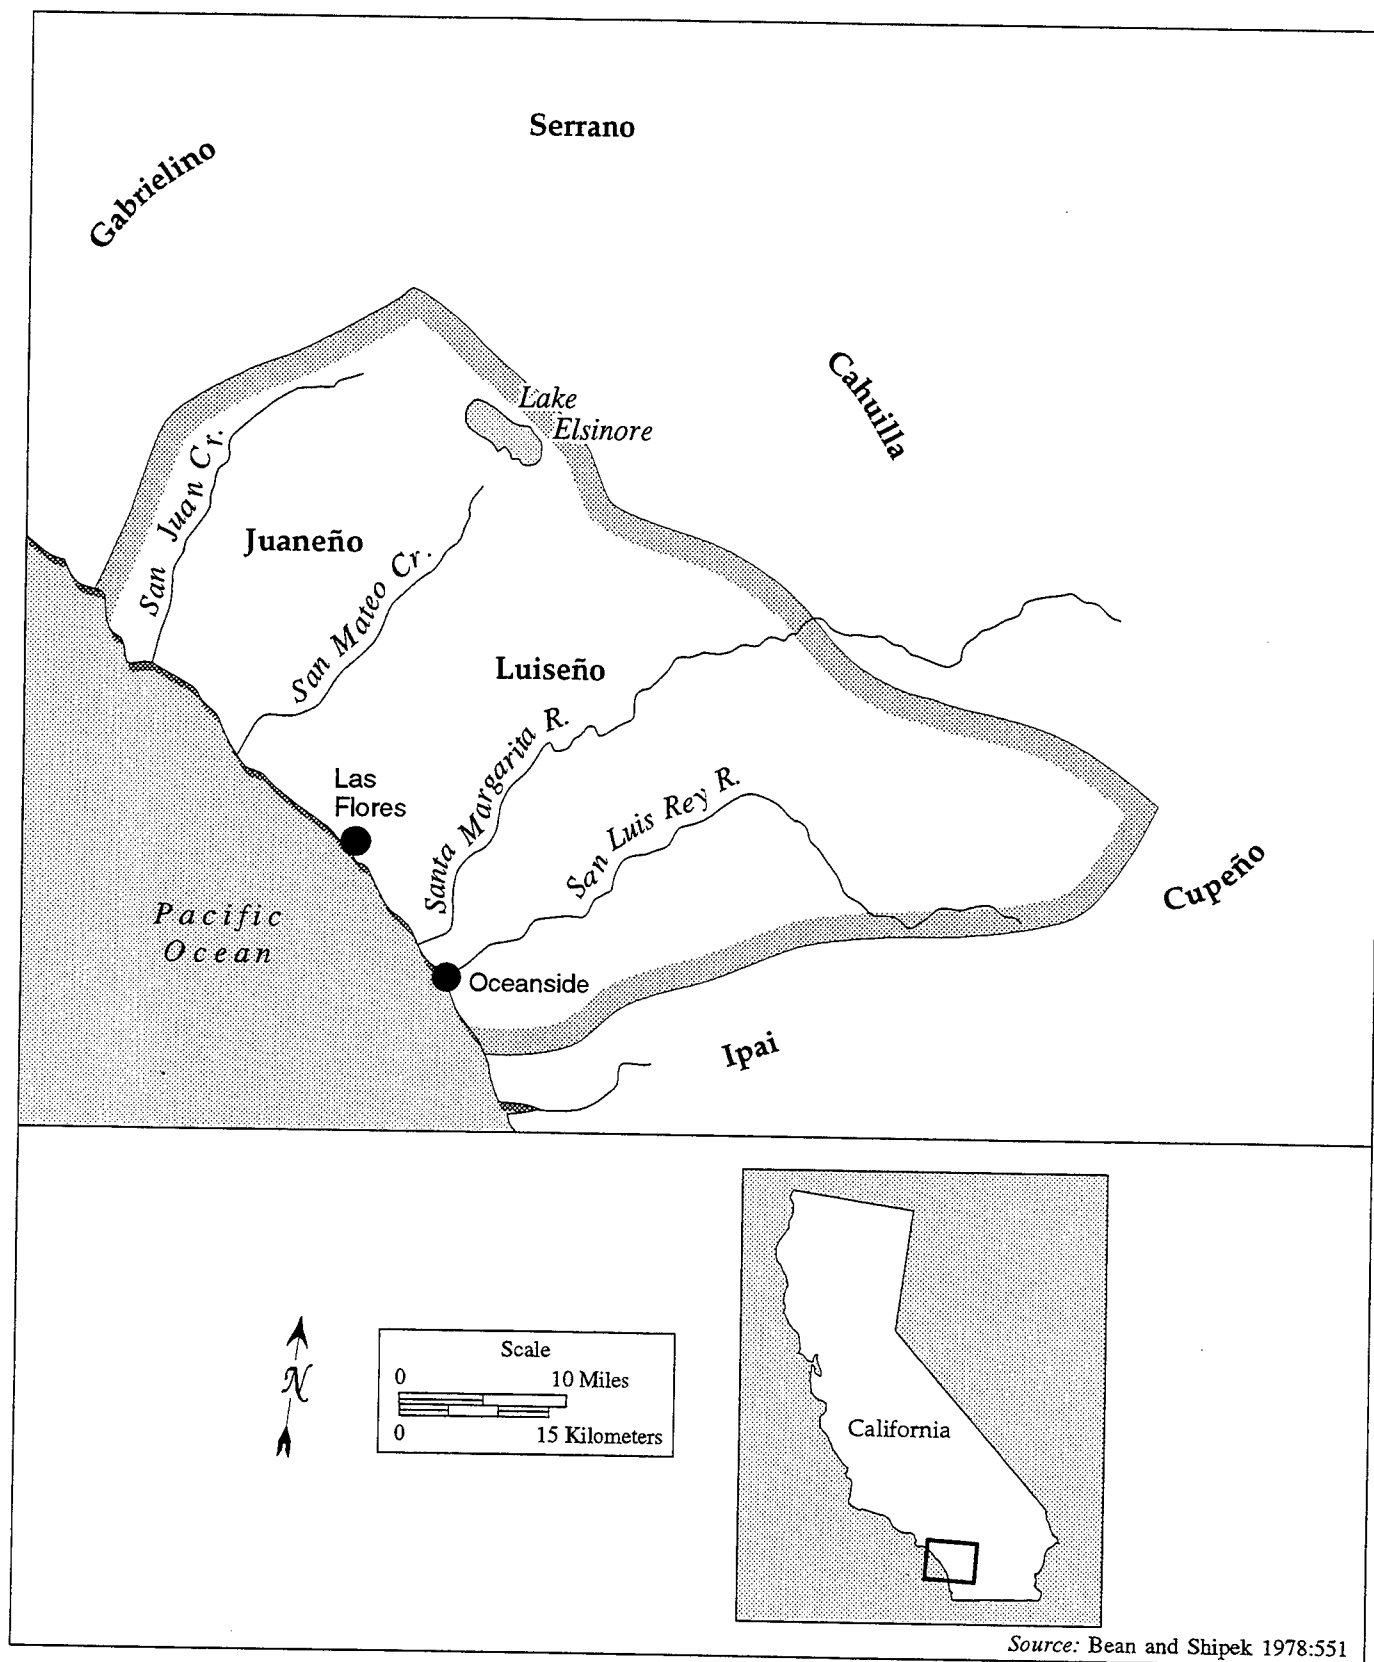 Serrano
Gabrielino
Cahuilla
Lake
Elsinore
San Juan Cr.
Juaneño
San Mateo Cr.
Luiseño
Santa Margarita R.
San Luis Rey R.
Las
Flores
Cupeño
Pacific
Ocean
Oceanside
Ipai
N
Scale
0 10 Miles
0 15 Kilometers
California
Source: Bean and Shipek 1978:551